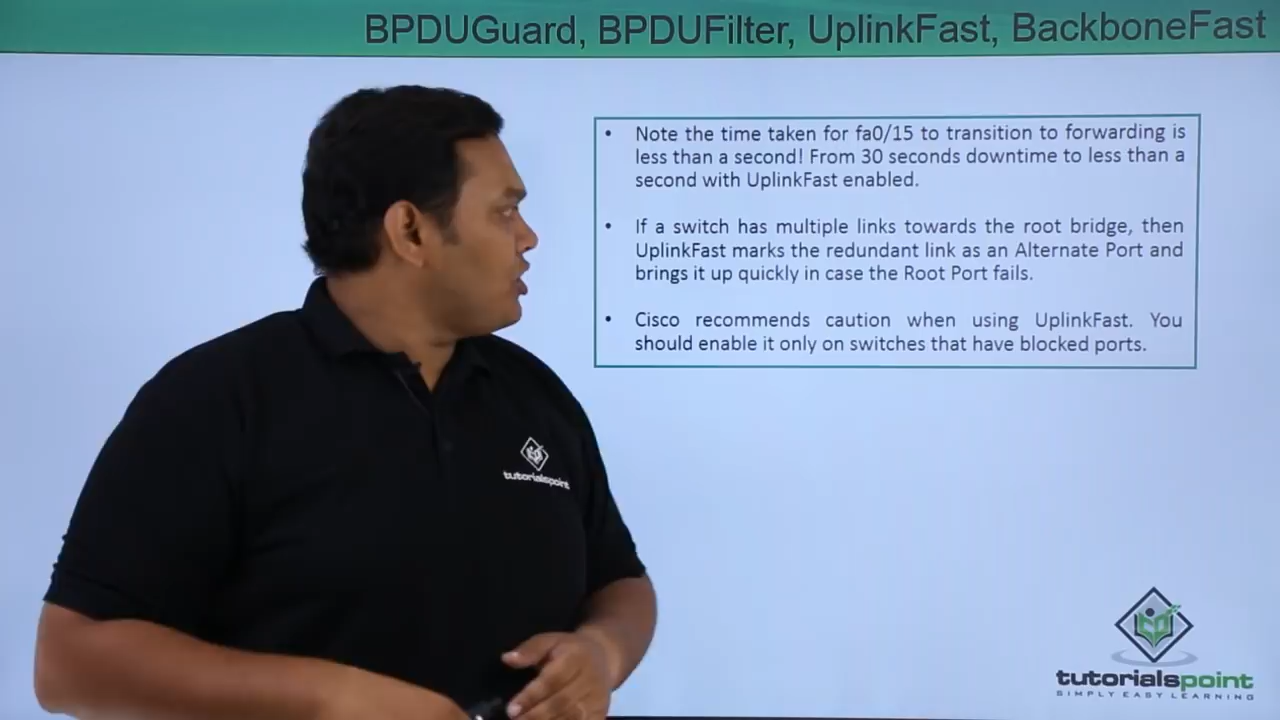 BPDUGuard, BPDUFilter, UplinkFast, BackboneFast
• Note the time taken for fa0/15 to transition to forwarding is
less than a second! From 30 seconds downtime to less than a
second with UplinkFast enabled.
• If a switch has multiple links towards the root bridge, then
UplinkFast marks the redundant link as an Alternate Port and
brings it up quickly in case the Root Port fails.
• Cisco recommends caution when using UplinkFast. You
should enable it only on switches that have blocked ports.
tutorialspoint
tutorialspoint
SIMPLY EASY LEARNING